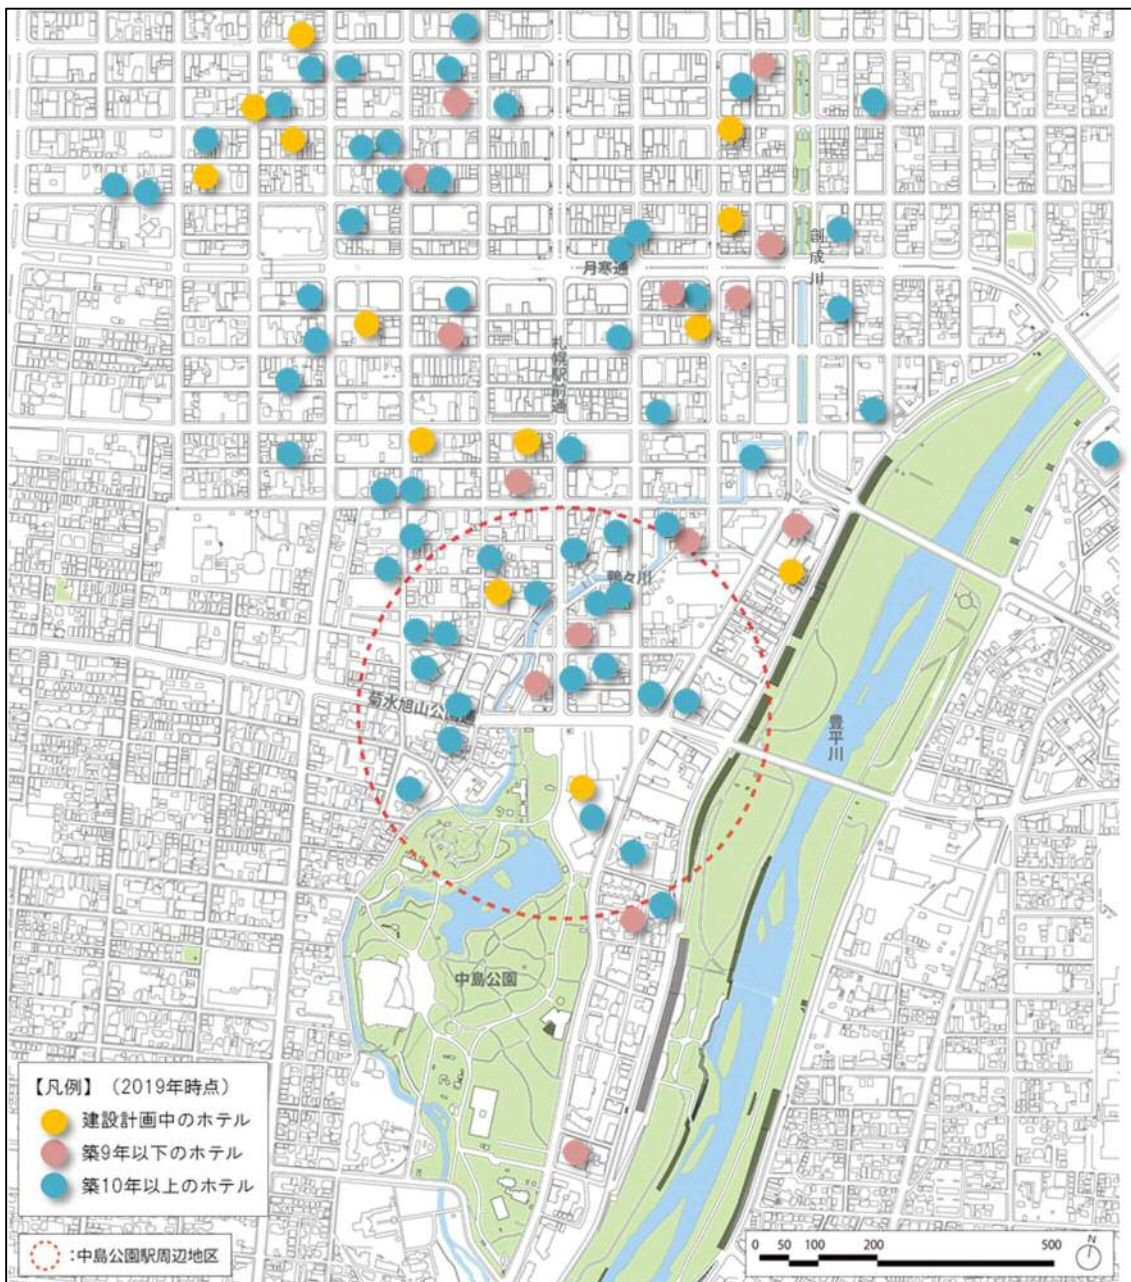 創成川
月寒通
札幌駅前通
鴨々川
菊水旭山公園通
豊平川
中島公園
【凡例】（2019年時点）
建設計画中のホテル
築9年以下のホテル
築10年以上のホテル
:中島公園駅周辺地区
0 50 100 200 500
N